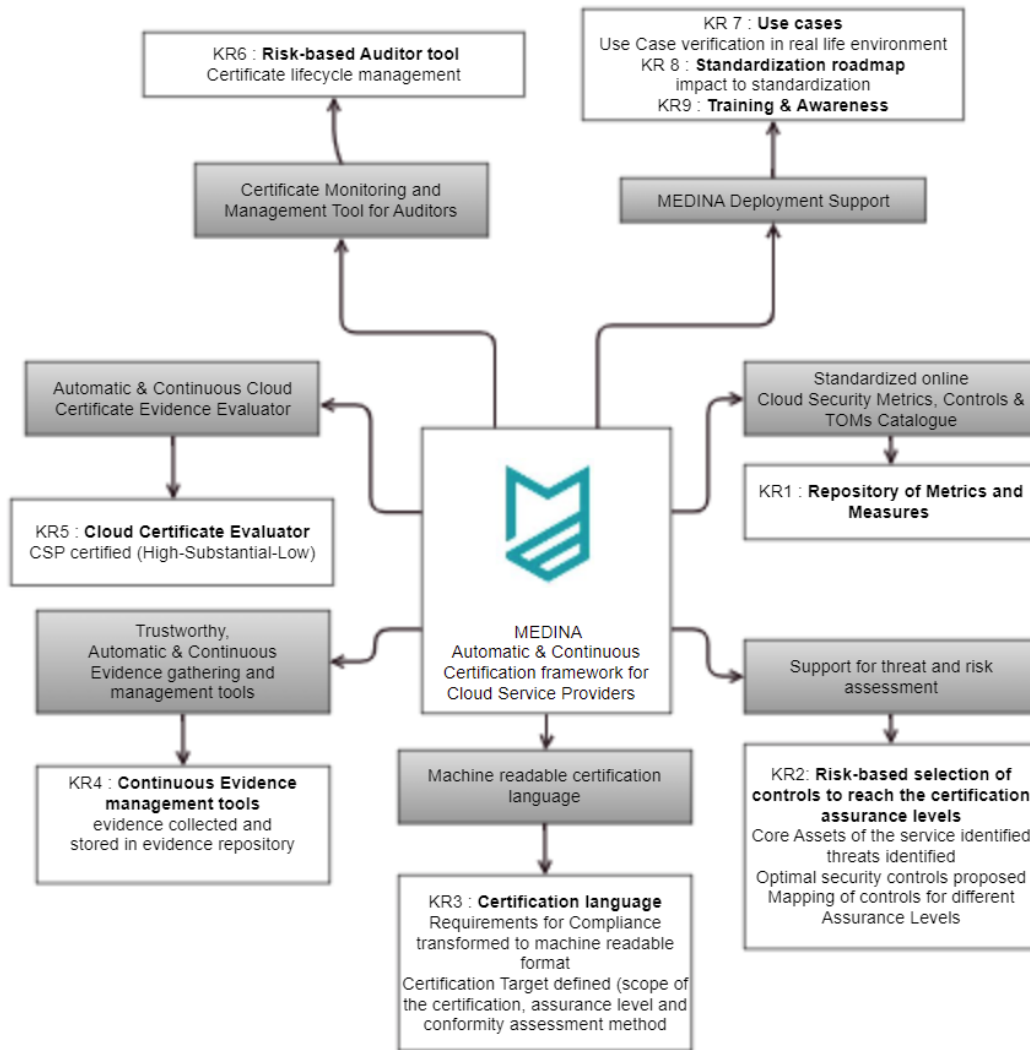 KR6 : Risk-based Auditor tool
Certificate lifecycle management
KR 7 : Use cases
Use Case verification in real life environment
KR 8 : Standardization roadmap
impact to standardization
KR9 : Training & Awareness
Certificate Monitoring and
Management Tool for Auditors
MEDINA Deployment Support
Automatic & Continuous Cloud
Certificate Evidence Evaluator
Standardized online
Cloud Security Metrics, Controls &
TOMs Catalogue
KR5 : Cloud Certificate Evaluator
CSP certified (High-Substantial-Low)
KR1 : Repository of Metrics and
Measures
MEDINA
Automatic & Continuous
Certification framework for
Cloud Service Providers
Trustworthy,
Automatic & Continuous
Evidence gathering and
management tools
Support for threat and risk
assessment
KR4 : Continuous Evidence
management tools
evidence collected and
stored in evidence repository
Machine readable certification
language
KR2: Risk-based selection of
controls to reach the certification
assurance levels
Core Assets of the service identified
threats identified
Optimal security controls proposed
Mapping of controls for different
Assurance Levels
KR3 : Certification language
Requirements for Compliance
transformed to machine readable
format
Certification Target defined (scope of
the certification, assurance level and
conformity assessment method